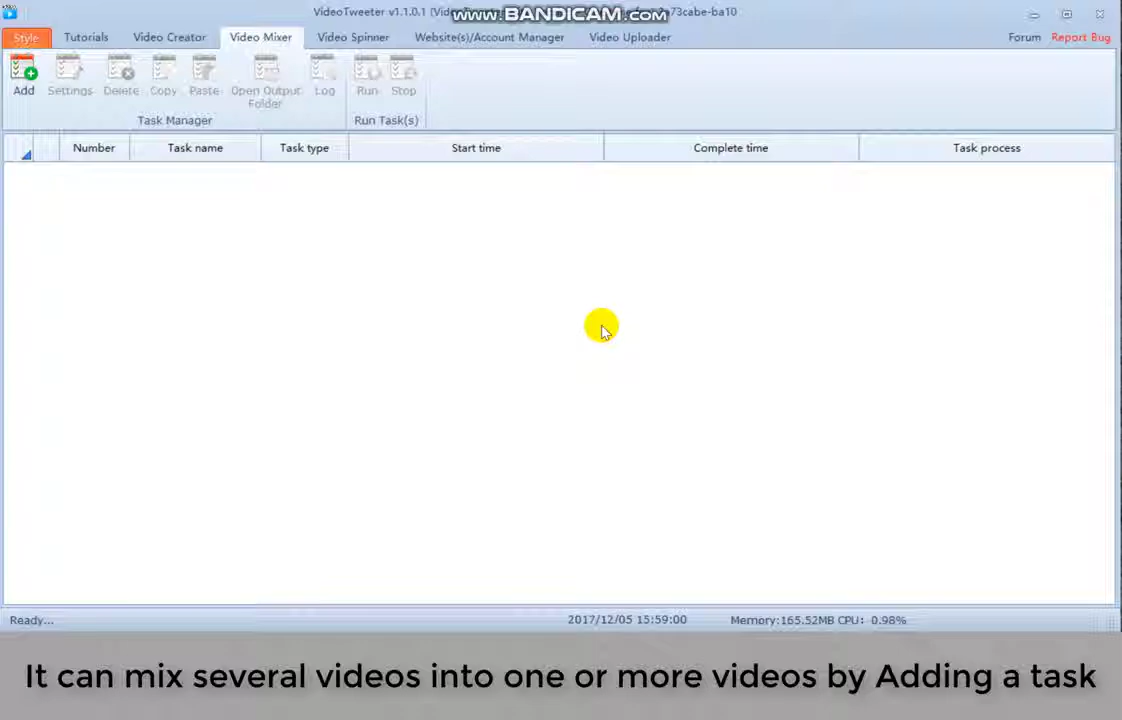 VideoTweeter v1.1.0.1
www.BANDICAM.com
73cabe-ba10
Style Tutorials Video Creator Video Mixer Video Spinner Website(s)/Account Manager Video Uploader Forum Report Bug
Add Settings Delete Copy Paste Open Output Folder Log Run Stop
Task Manager Run Task(s)
Number Task name Task type Start time Complete time Task process
Ready... 2017/12/05 15:59:00 Memory:165.52MB CPU: 0.98%
It can mix several videos into one or more videos by Adding a task